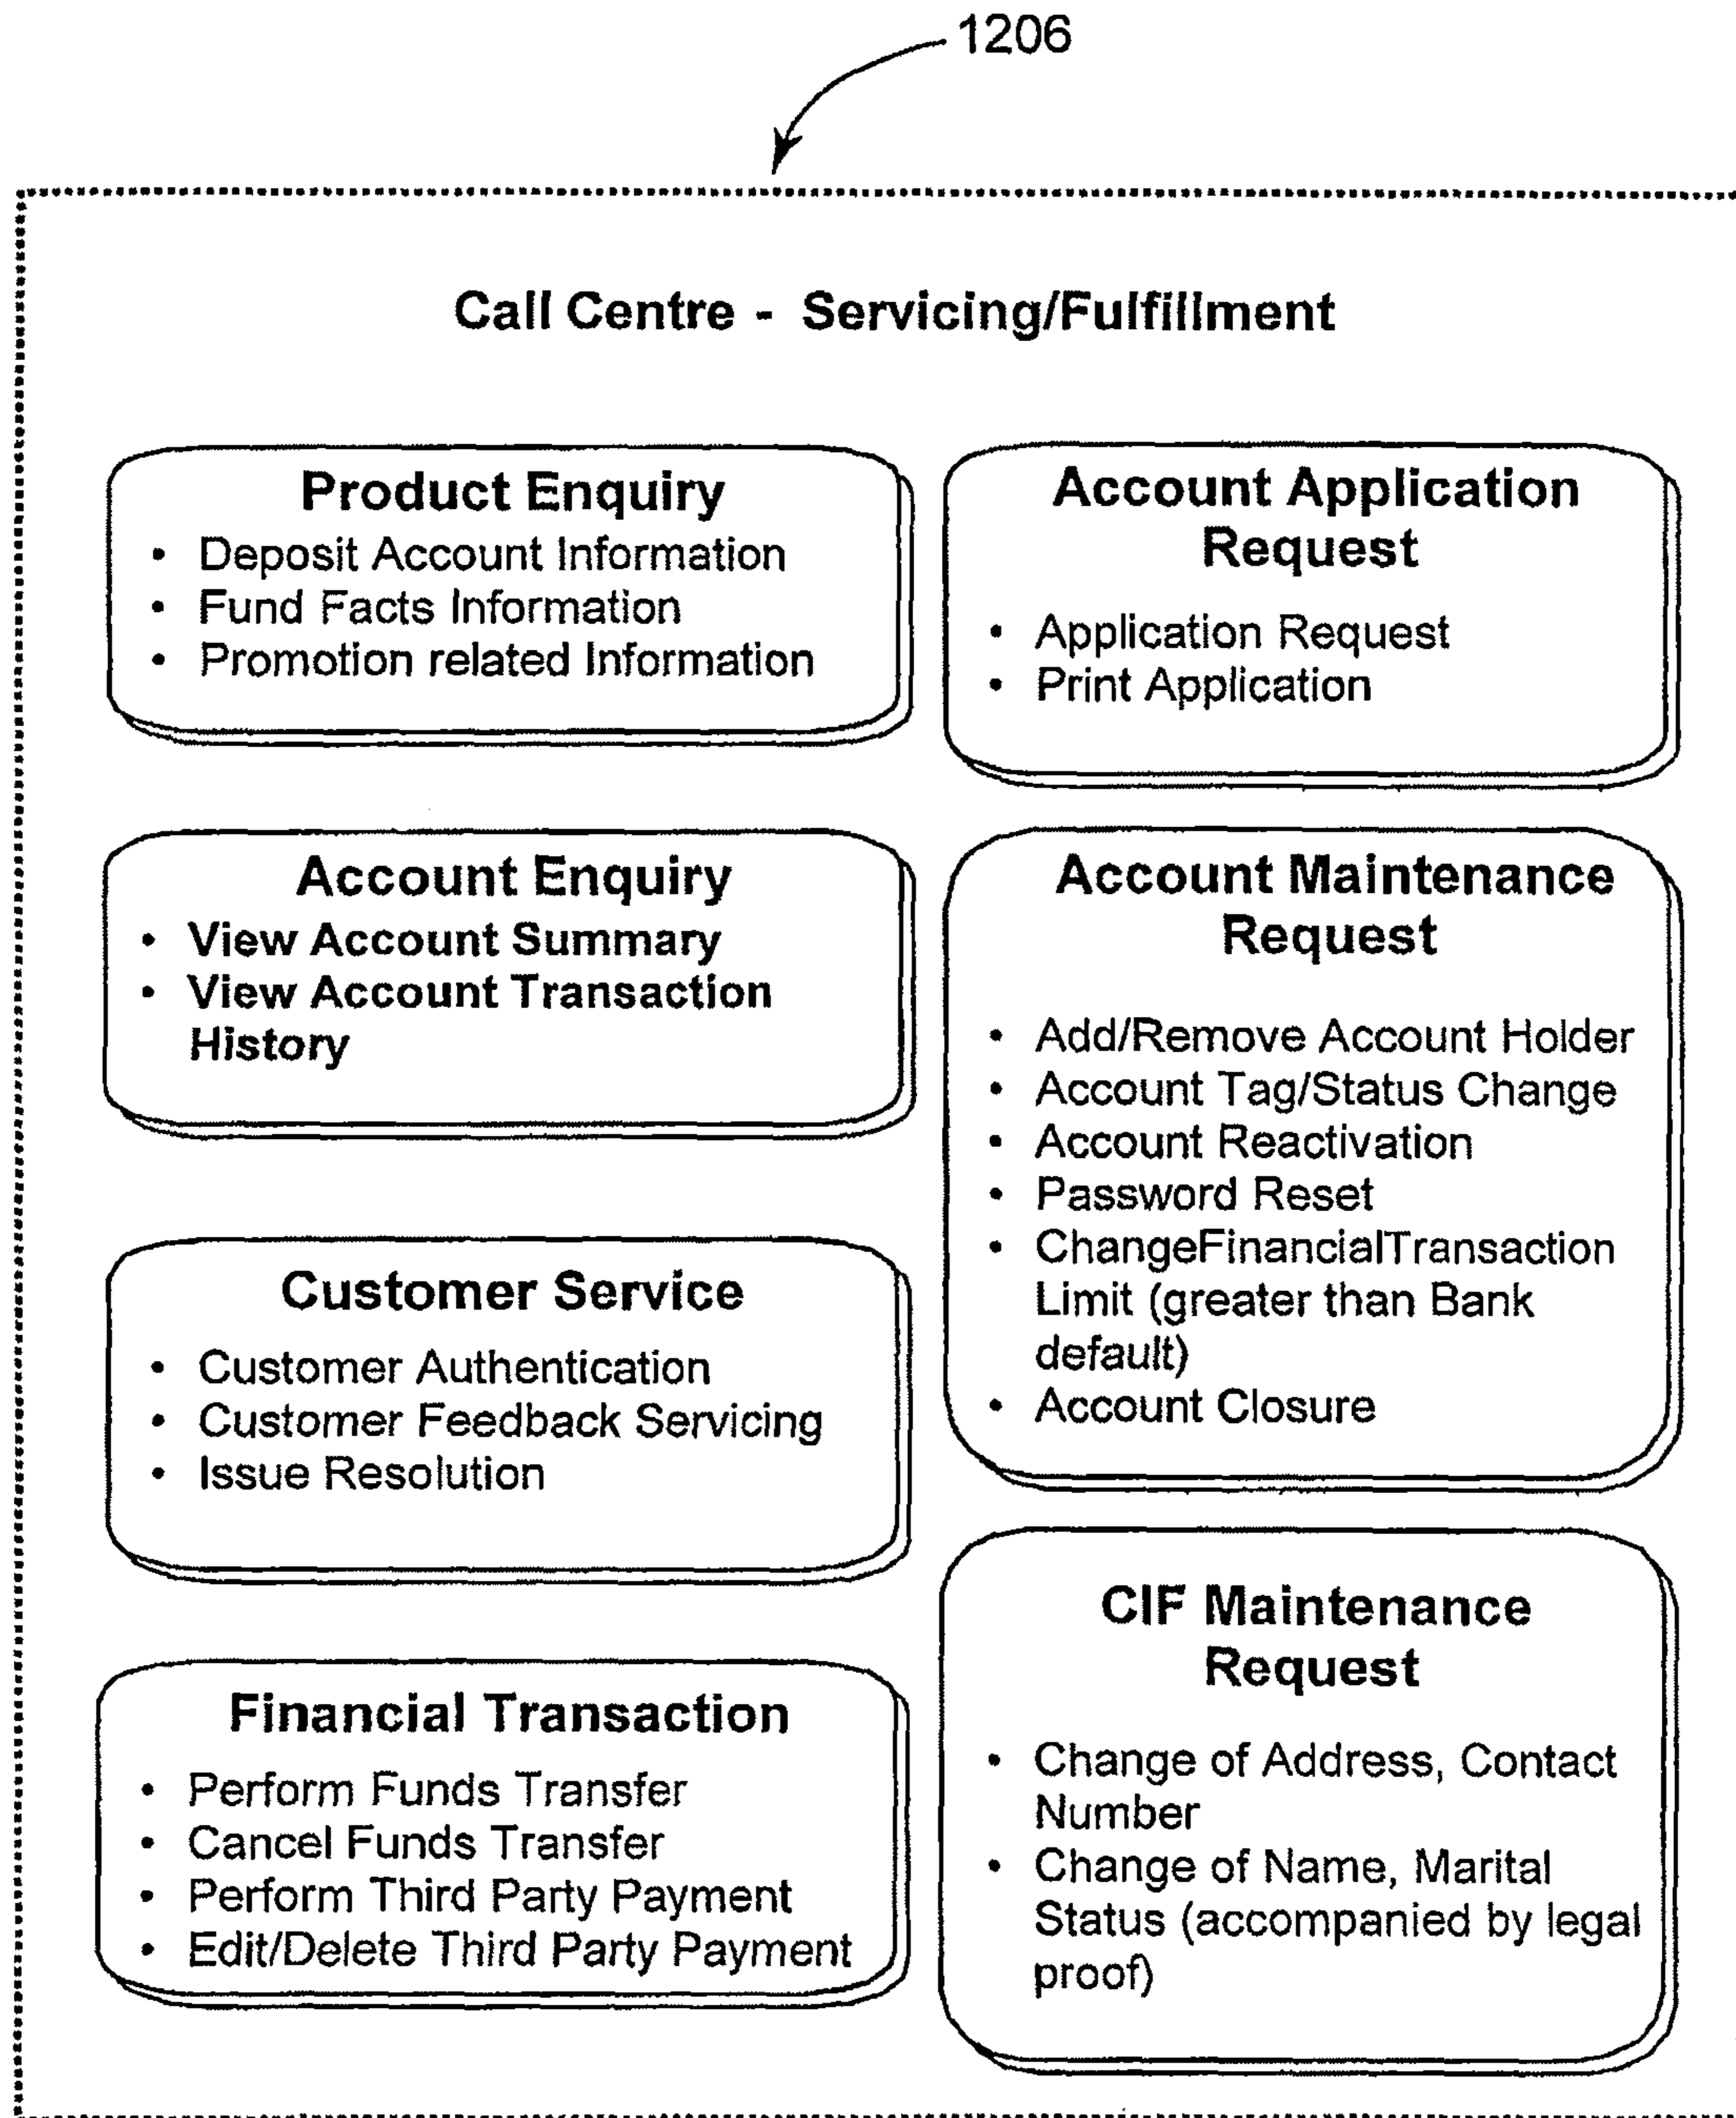 1206
Call Centre - Servicing/Fulfillment
Product Enquiry
• Deposit Account Information
• Fund Facts Information
• Promotion related Information
Account Application
Request
• Application Request
• Print Application
Account Enquiry
• View Account Summary
• View Account Transaction
History
Account Maintenance
Request
• Add/Remove Account Holder
• Account Tag/Status Change
• Account Reactivation
• Password Reset
• ChangeFinancialTransaction
Limit (greater than Bank
default)
• Account Closure
Customer Service
• Customer Authentication
• Customer Feedback Servicing
• Issue Resolution
CIF Maintenance
Request
• Change of Address, Contact
Number
• Change of Name, Marital
Status (accompanied by legal
proof)
Financial Transaction
• Perform Funds Transfer
• Cancel Funds Transfer
• Perform Third Party Payment
• Edit/Delete Third Party Payment